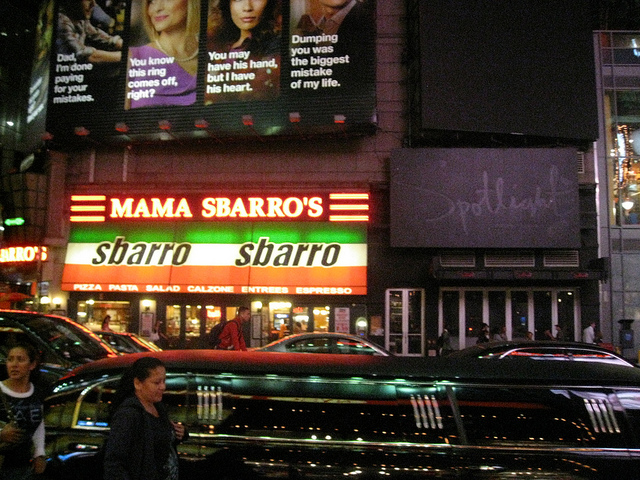 Dad,
I'm done
paying
for your
mistakes.
You know
this ring
comes off,
right?
You may
have his hand,
but I have
his heart.
Dumping
you was
the biggest
mistake
of my life.
Spotlight
MAMA SBARRO'S
sbarro sbarro
PIZZA PASTA SALAD CALZONE ENTREES ESPRESSO